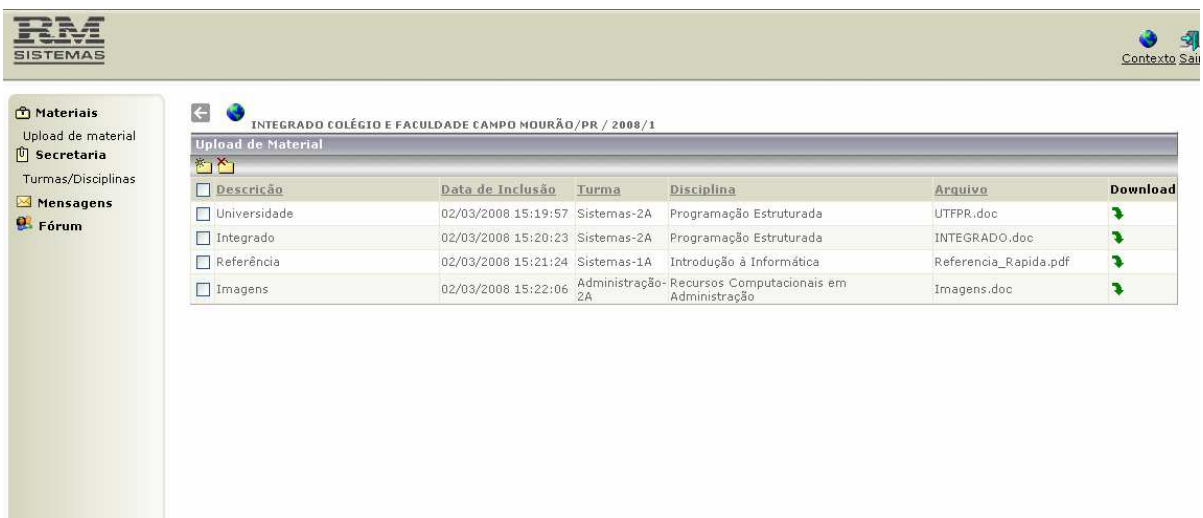 RM
SISTEMAS
Contexto Sair
Materiais
Upload de material
Secretaria
Turmas/Disciplinas
Mensagens
Fórum
INTEGRADO COLÉGIO E FACULDADE CAMPO MOURÃO/PR / 2008/1
Upload de Material
Descrição Data de Inclusão Turma Disciplina Arquivo Download
Universidade 02/03/2008 15:19:57 Sistemas-2A Programação Estruturada UTFPR.doc
Integrado 02/03/2008 15:20:23 Sistemas-2A Programação Estruturada INTEGRADO.doc
Referência 02/03/2008 15:21:24 Sistemas-1A Introdução à Informática Referencia_Rapida.pdf
Imagens 02/03/2008 15:22:06 Administração- Recursos Computacionais em Imagens.doc
2A Administração